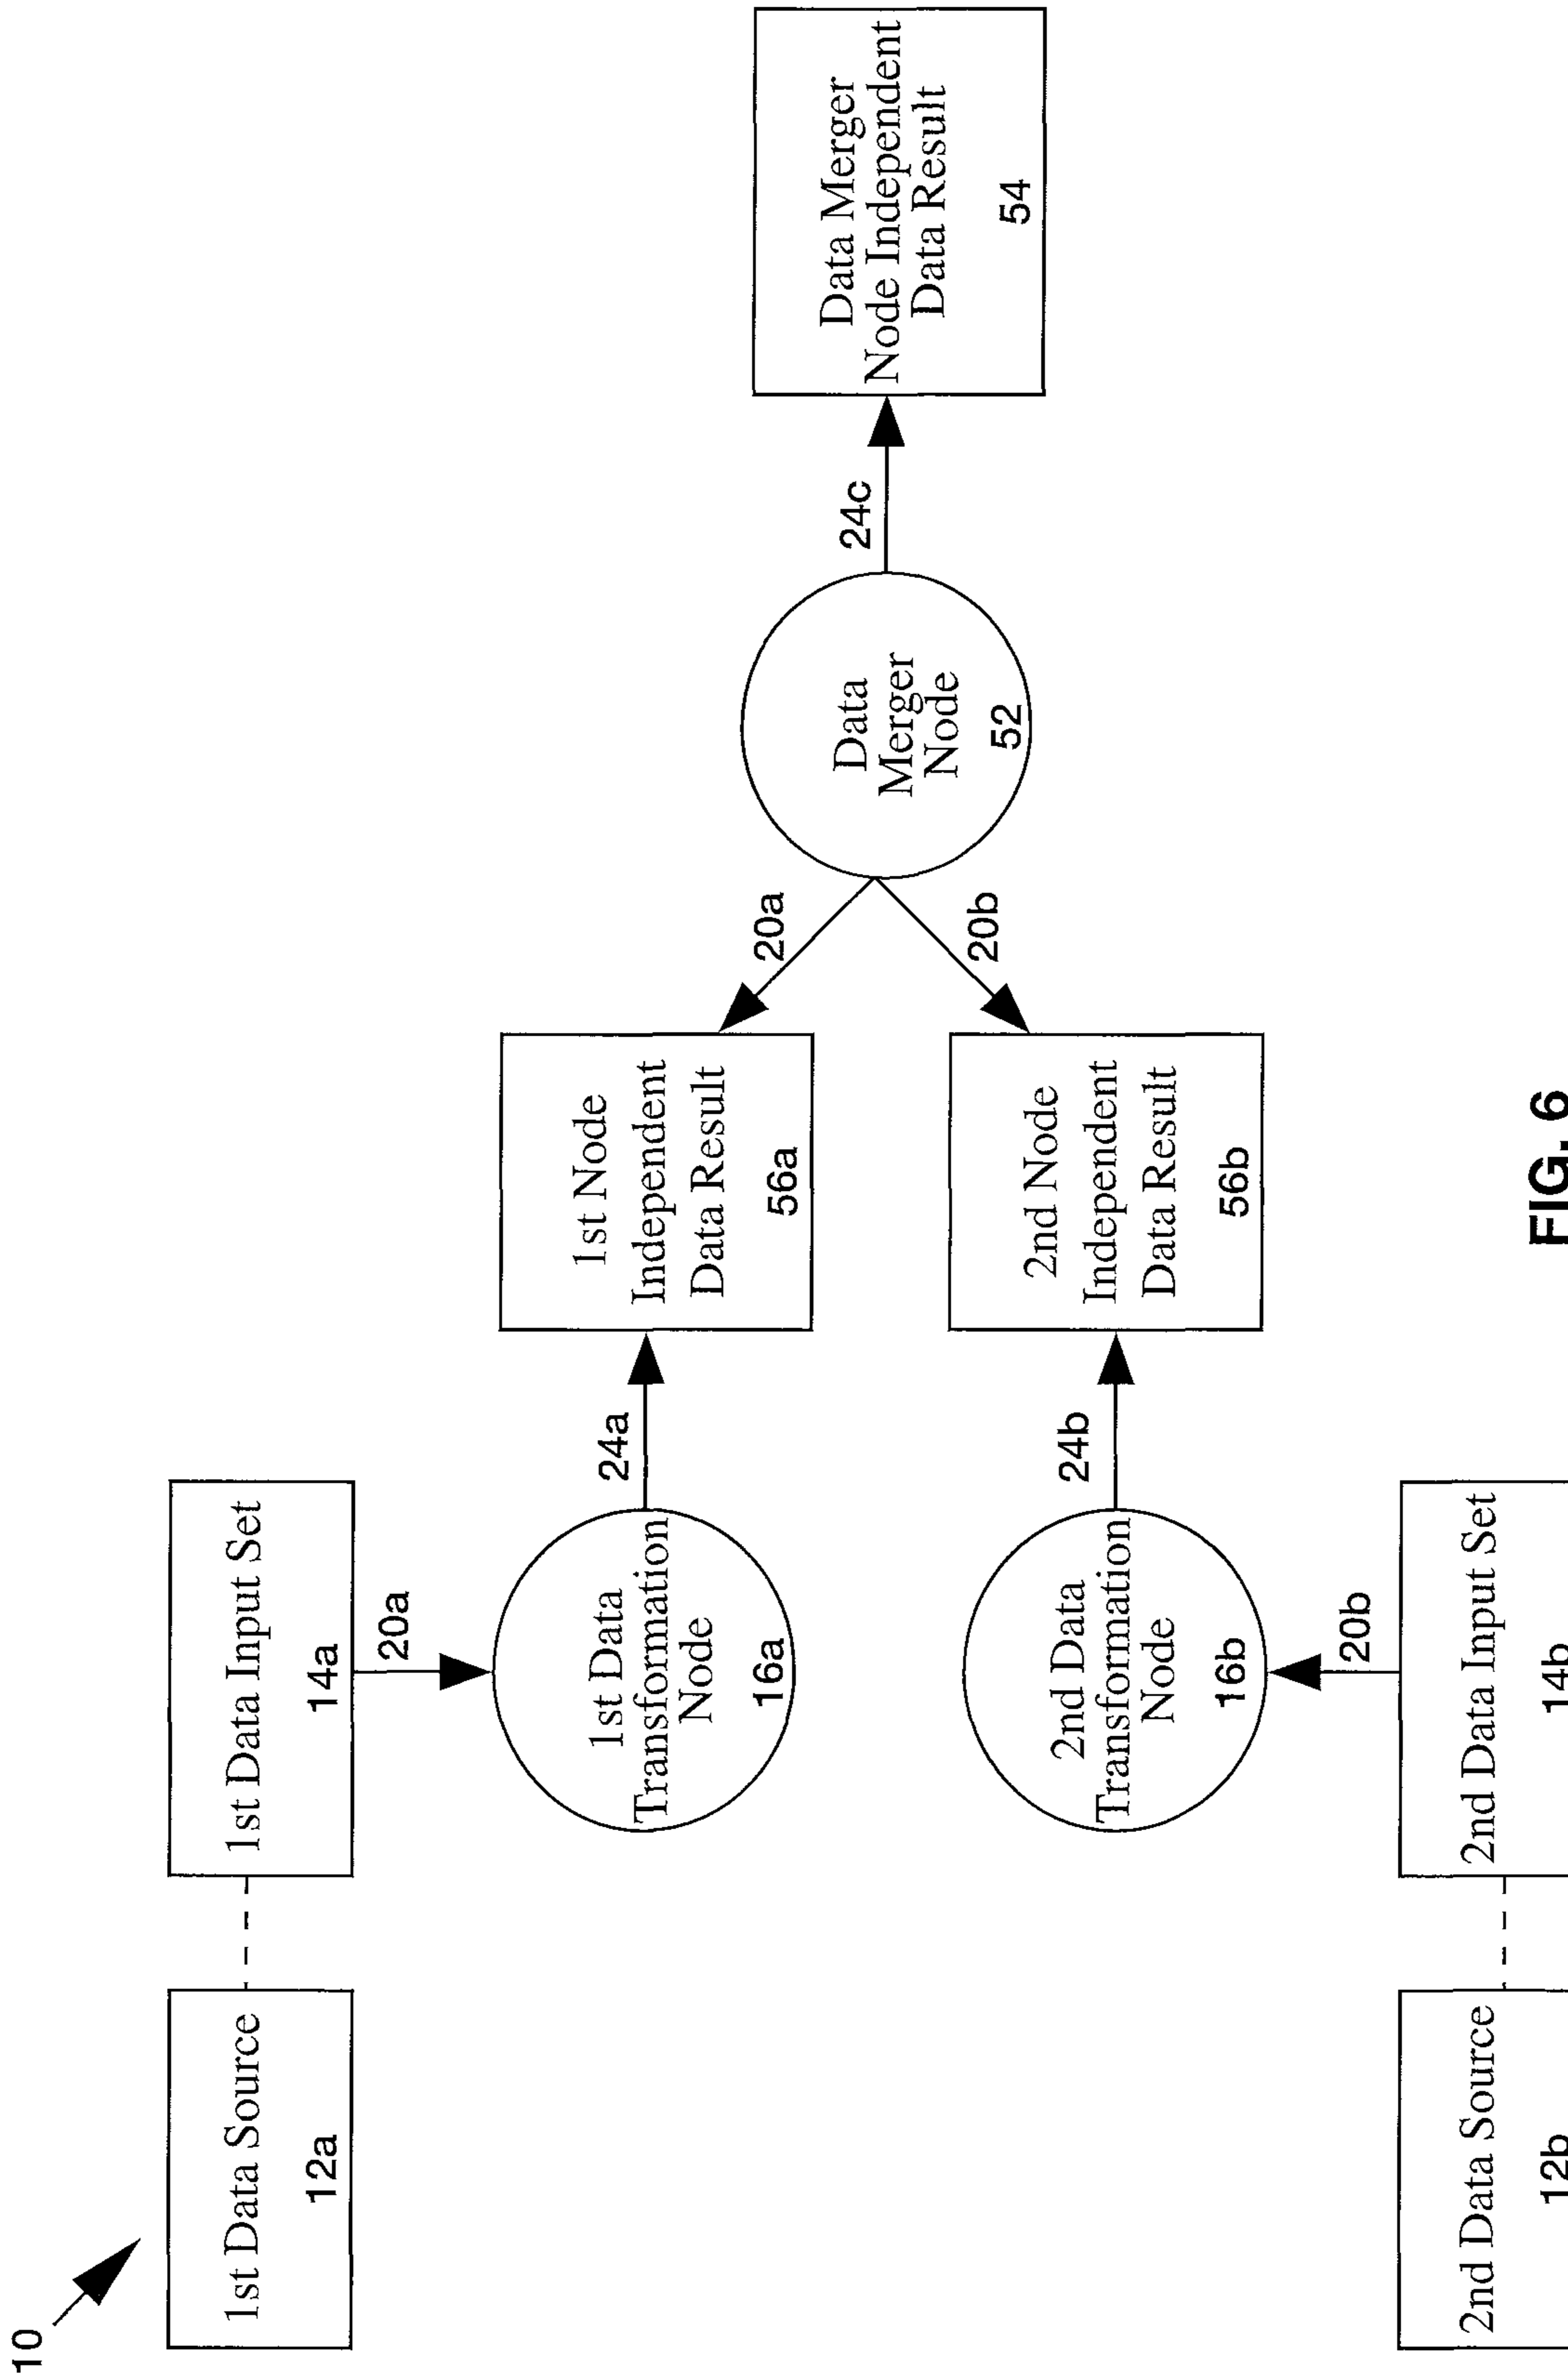 10
1st Data Source
12a
1st Data Input Set
14a
20a
1st Data
Transformation
Node
16a
24a
1st Node
Independent
Data Result
56a
20a
Data
Merger
Node
52
24c
Data Merger
Node Independent
Data Result
54
20b
2nd Node
Independent
Data Result
56b
24b
2nd Data
Transformation
Node
16b
20b
2nd Data Source
12b
2nd Data Input Set
14b
FIG. 6